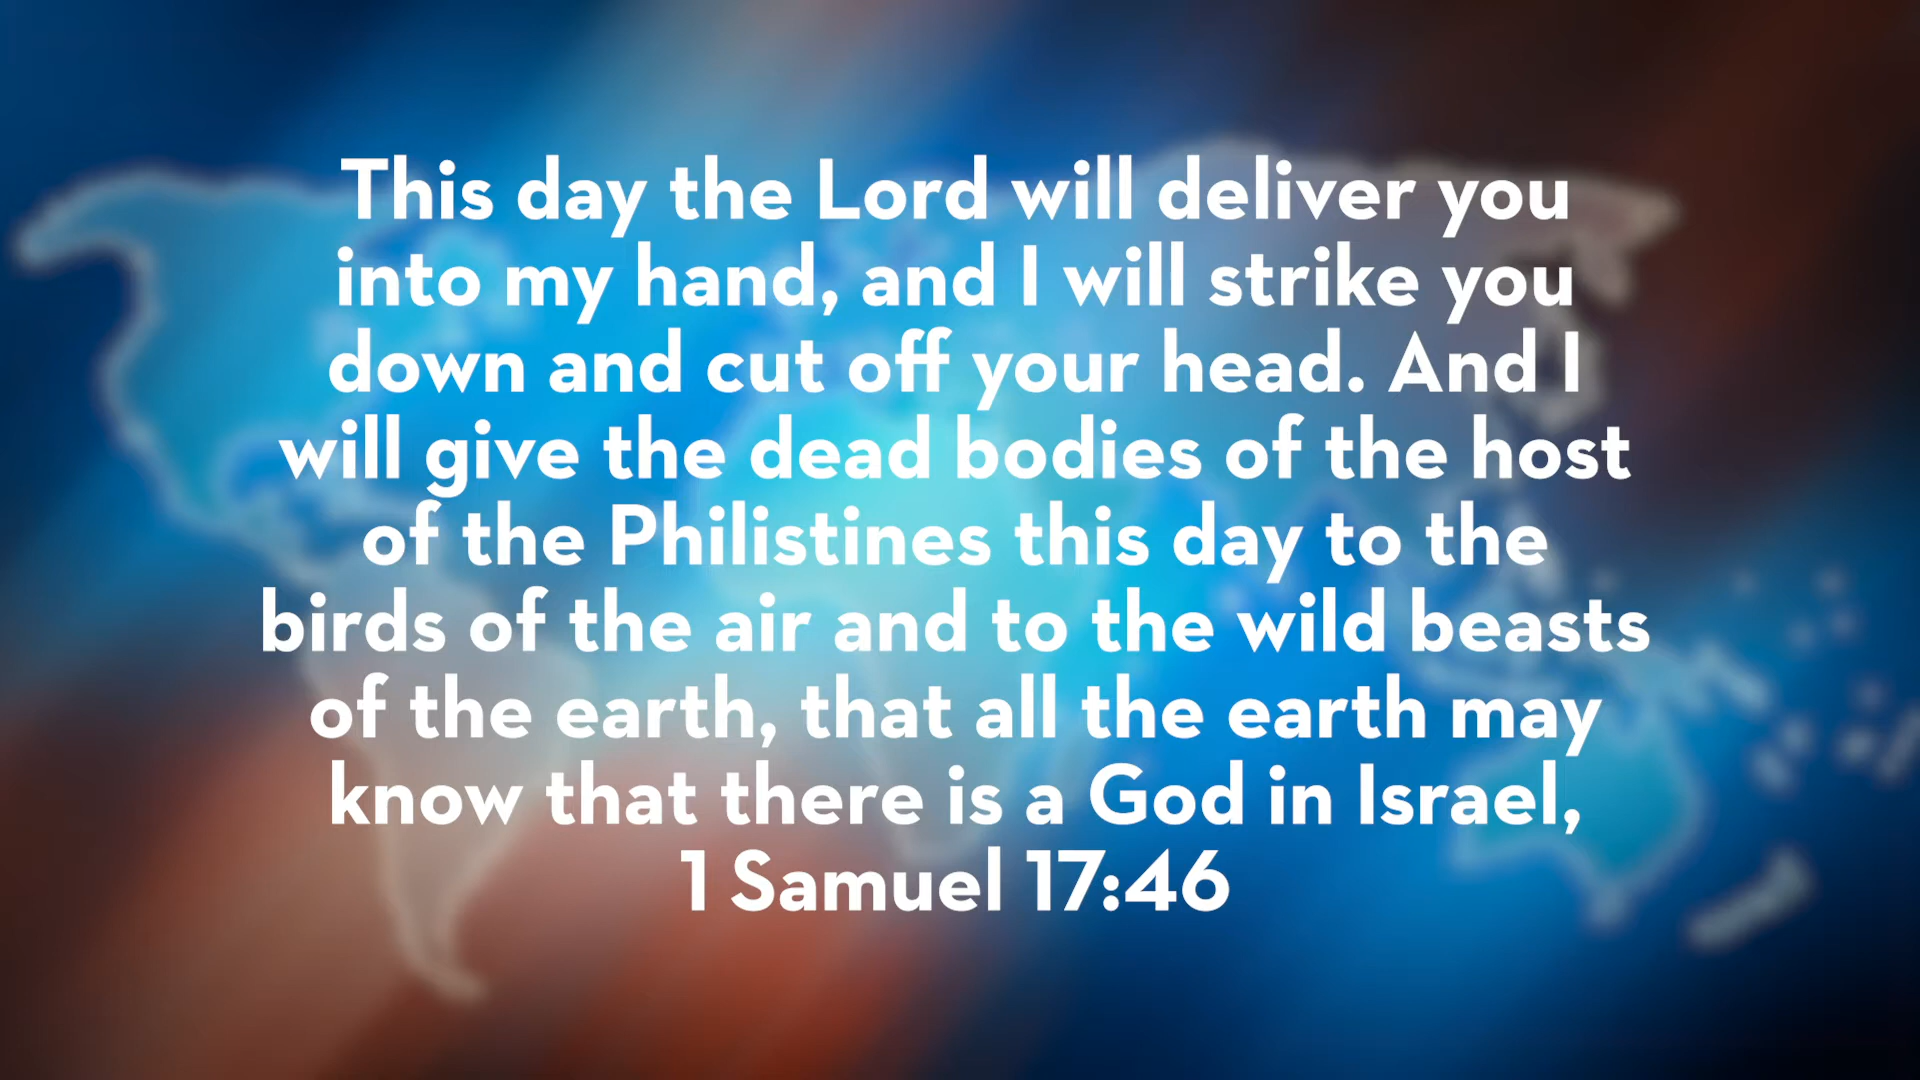 This day the Lord will deliver you
into my hand, and I will strike you
down and cut off your head. And I
will give the dead bodies of the host
of the Philistines this day to the
birds of the air and to the wild beasts
of the earth, that all the earth may
know that there is a God in Israel,
1 Samuel 17:46